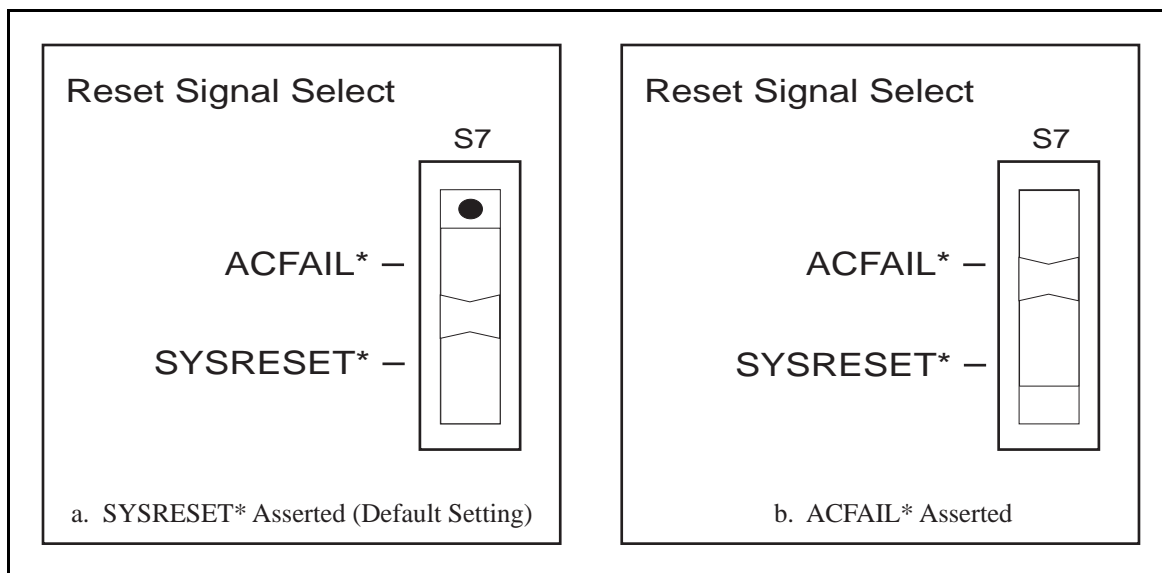 Reset Signal Select
S7
ACFAIL* –
SYSRESET* –
a. SYSRESET* Asserted (Default Setting)
Reset Signal Select
S7
ACFAIL* –
SYSRESET* –
b. ACFAIL* Asserted